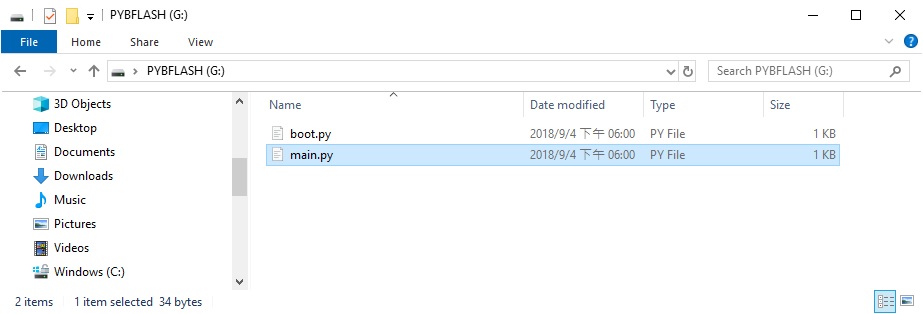 PYBFLASH (G:)
File Home Share View
PYBFLASH (G:) Search PYBFLASH (G:)
3D Objects
Desktop
Documents
Downloads
Music
Pictures
Videos
Windows (C:)
Name Date modified Type Size
boot.py 2018/9/4 下午 06:00 PY File 1 KB
main.py 2018/9/4 下午 06:00 PY File 1 KB
2 items 1 item selected 34 bytes